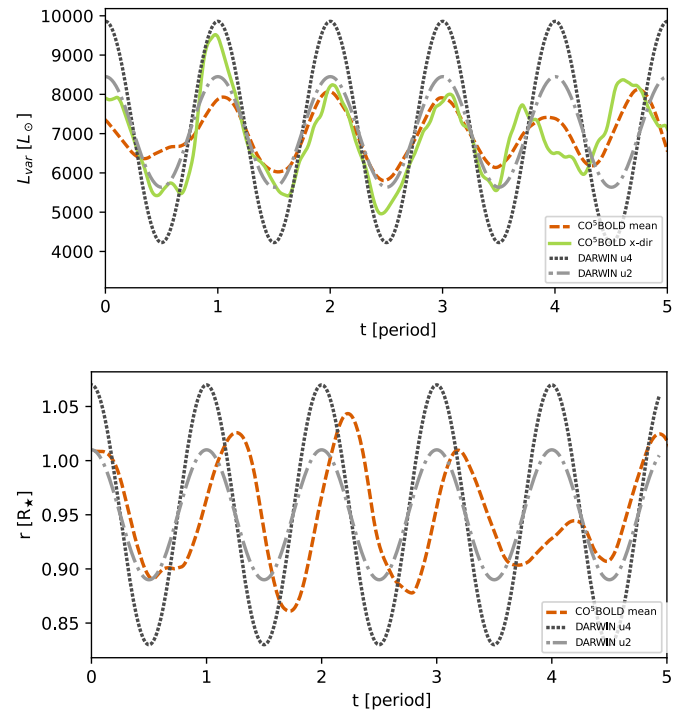 10000
9000
8000
7000
6000
5000
4000
L_var [L_⊙]
CO⁵BOLD mean
CO⁵BOLD x-dir
DARWIN u4
DARWIN u2
0 1 2 3 4 5
t [period]
1.05
1.00
0.95
0.90
0.85
r [R_★]
CO⁵BOLD mean
DARWIN u4
DARWIN u2
0 1 2 3 4 5
t [period]